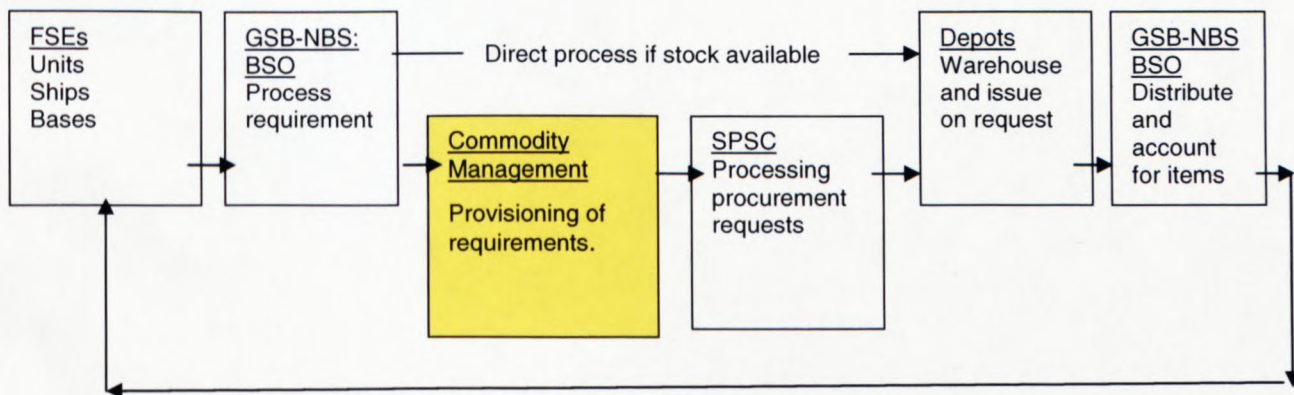 FSEs
Units
Ships
Bases
GSB-NBS:
BSO
Process
requirement
Direct process if stock available
Commodity
Management
Provisioning of
requirements.
SPSC
Processing
procurement
requests
Depots
Warehouse
and issue
on request
GSB-NBS
BSO
Distribute
and
account
for items